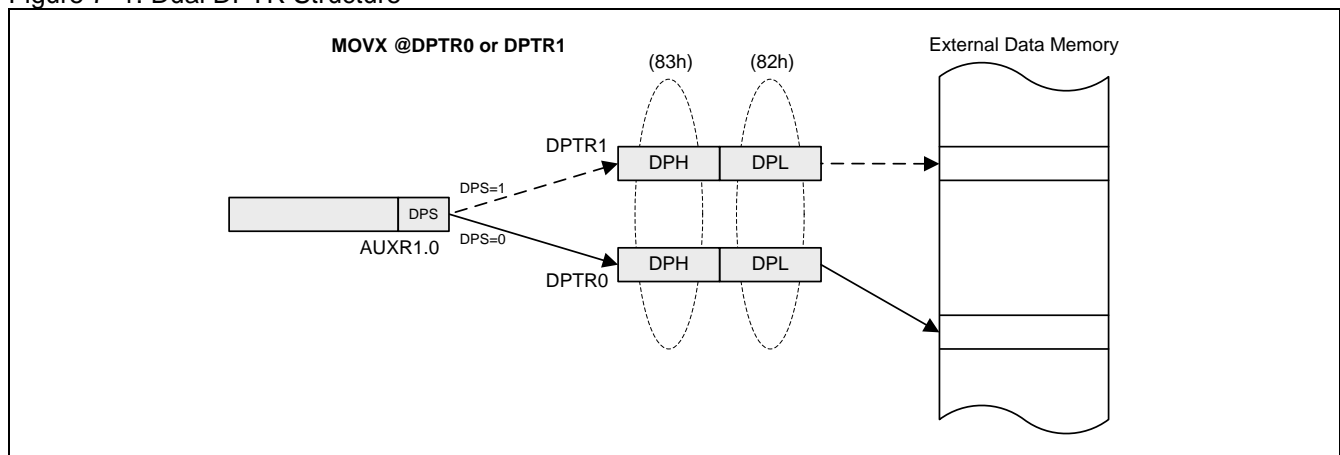 Figure 7–1. Dual DPTR Structure
MOVX @DPTR0 or DPTR1
External Data Memory
(83h)
(82h)
DPTR1
DPH
DPL
DPS=1
DPS
AUXR1.0
DPS=0
DPTR0
DPH
DPL